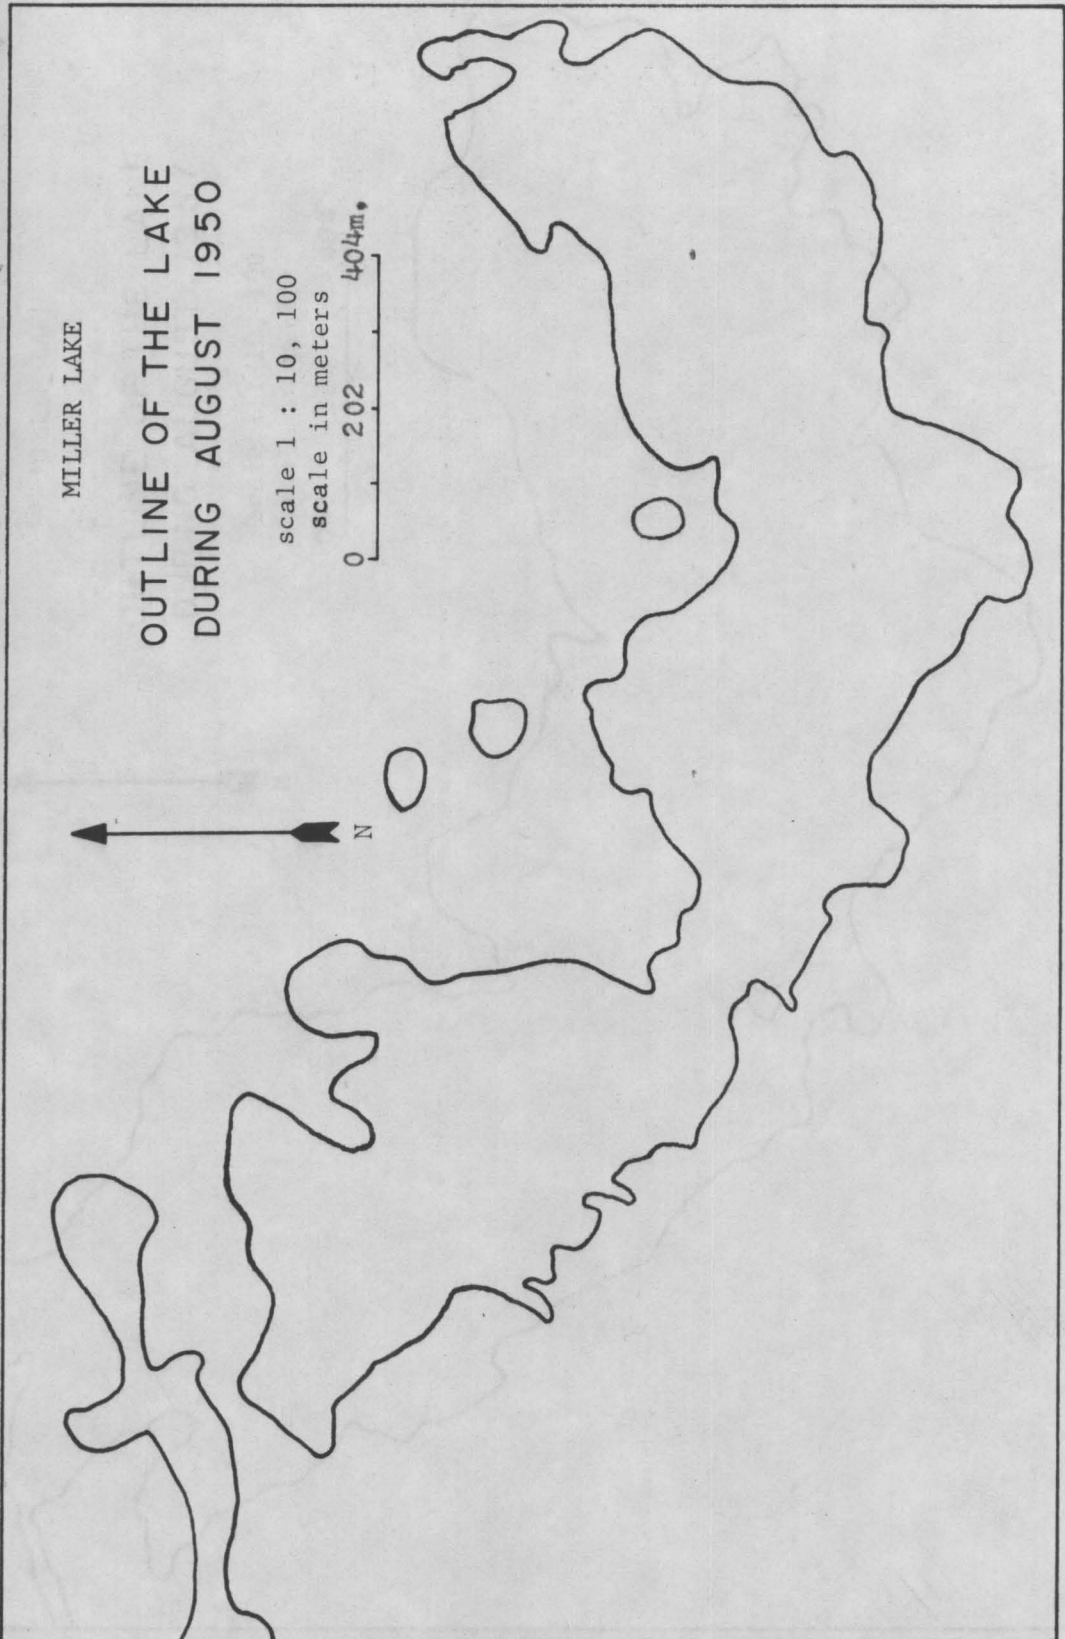 MILLER LAKE
OUTLINE OF THE LAKE
DURING AUGUST 1950
scale 1 : 10, 100
scale in meters
0 202 404m.
N